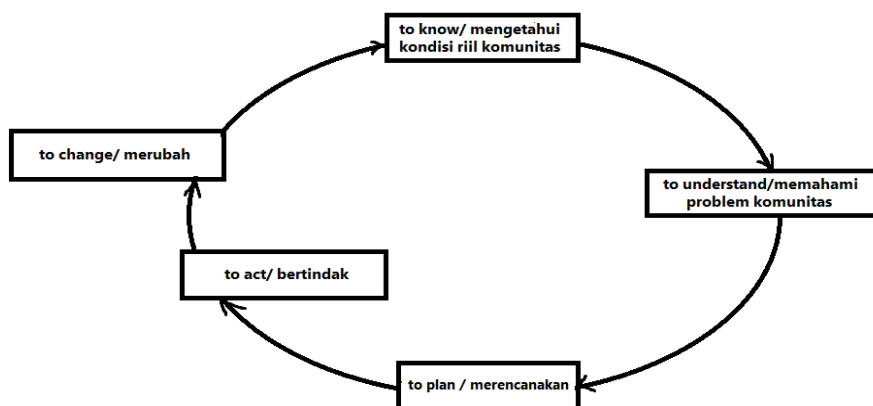 to know/ mengetahui
kondisi riil komunitas
to understand/memahami
problem komunitas
to plan / merencanakan
to act/ bertindak
to change/ merubah